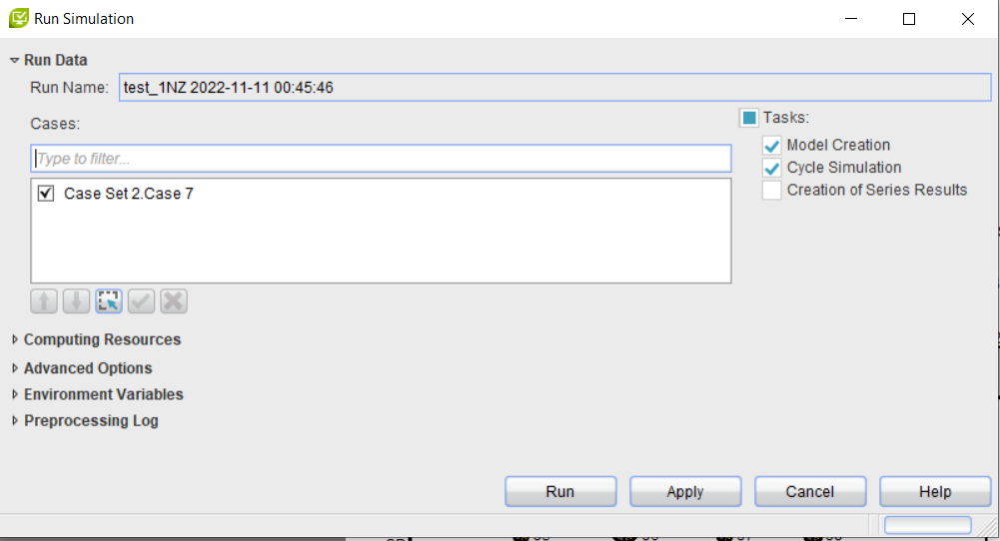 Run Simulation
Run Data
Run Name: test_1NZ 2022-11-11 00:45:46
Cases:
Tasks:
Type to filter...
Model Creation
Cycle Simulation
Creation of Series Results
Case Set 2.Case 7
Computing Resources
Advanced Options
Environment Variables
Preprocessing Log
Run Apply Cancel Help